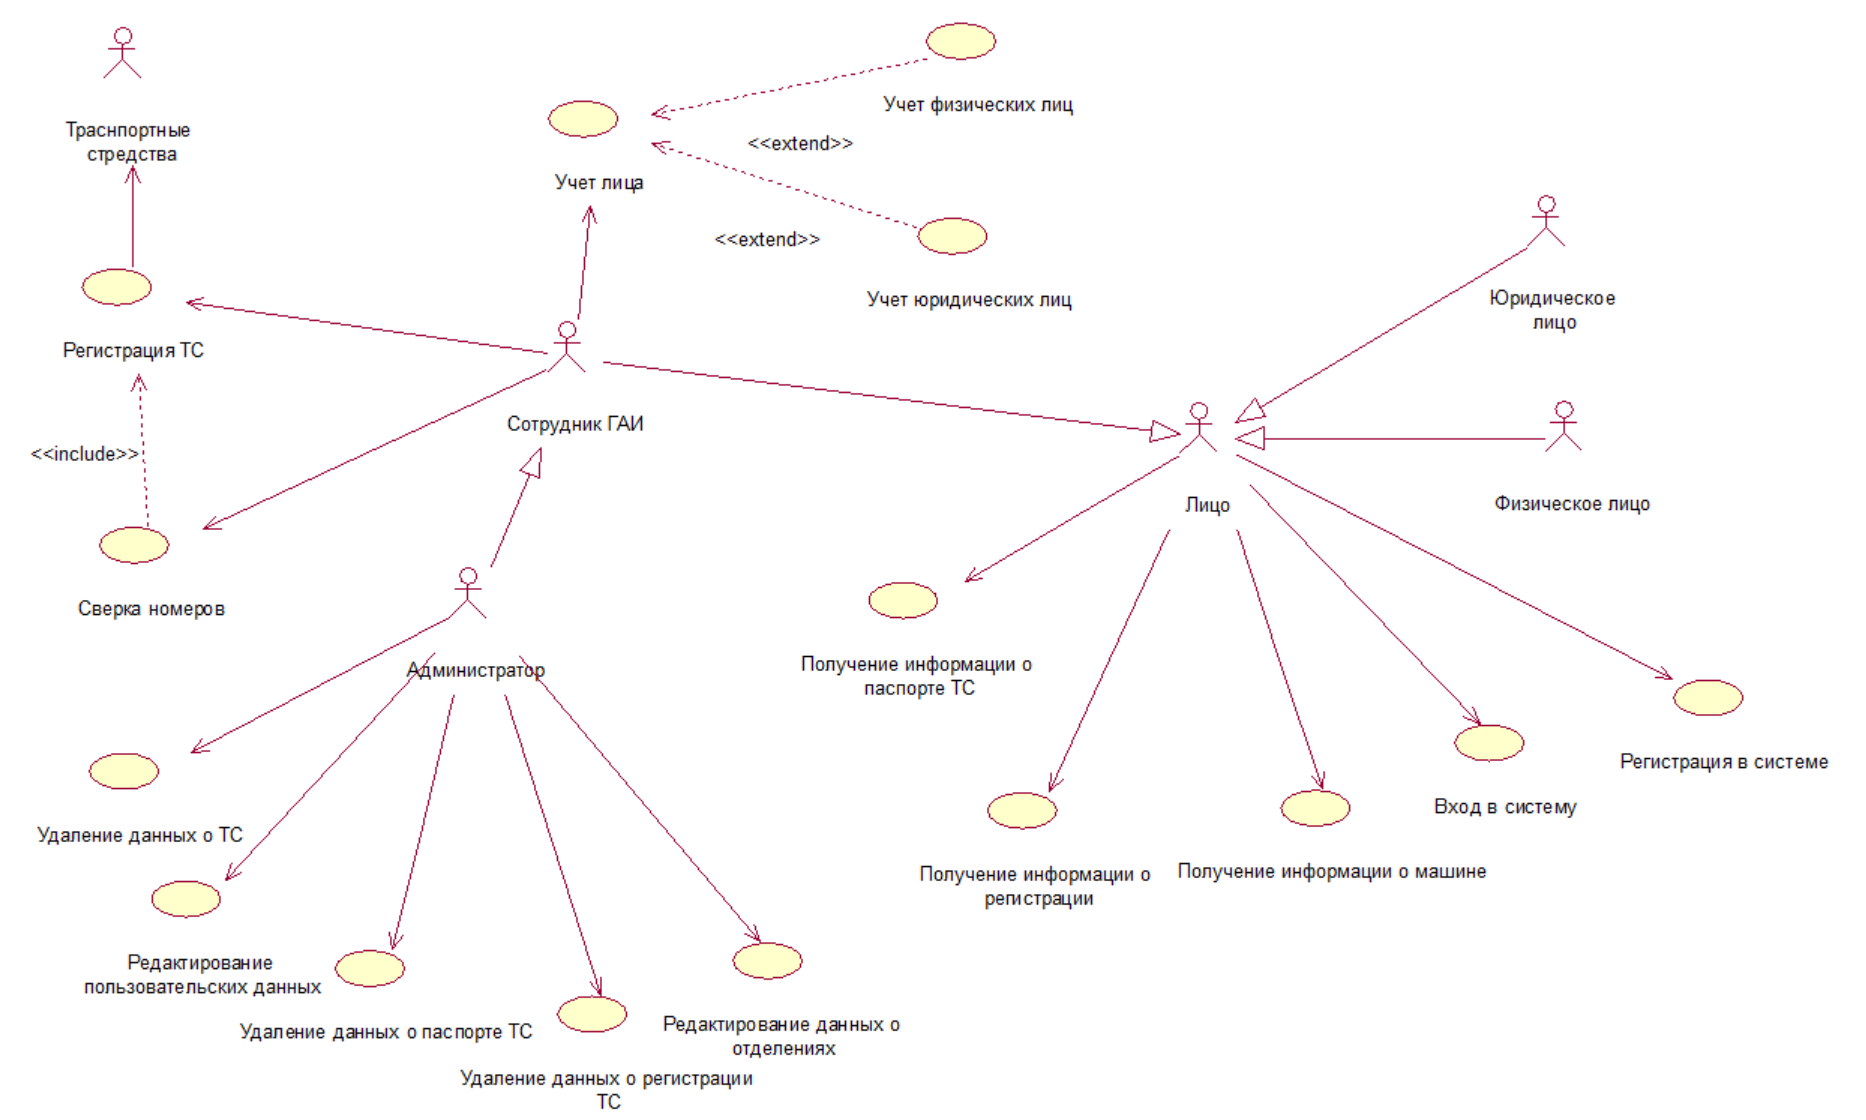 Учет физических лиц
Траснпортные
стредства
<<extend>>
Учет лица
<<extend>>
Учет юридических лиц
Юридическое
лицо
Регистрация ТС
Сотрудник ГАИ
<<include>>
Лицо
Физическое лицо
Сверка номеров
Администратор
Получение информации о
паспорте ТС
Регистрация в системе
Вход в систему
Удаление данных о ТС
Получение информации о
регистрации
Получение информации о машине
Редактирование
пользовательских данных
Удаление данных о паспорте ТС
Редактирование данных о
отделениях
Удаление данных о регистрации
ТС